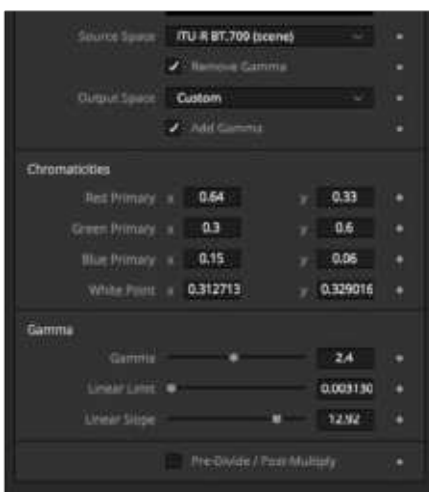 Source Space ITU-R BT.709 (scene)
Remove Gamma
Output Space Custom
Add Gamma
Chromaticities
Red Primary x 0.64 y 0.33
Green Primary x 0.3 y 0.6
Blue Primary x 0.15 y 0.06
White Point x 0.312713 y 0.329016
Gamma
Gamma 2.4
Linear Limit 0.003130
Linear Slope 12.92
Pre-Divide / Post-Multiply